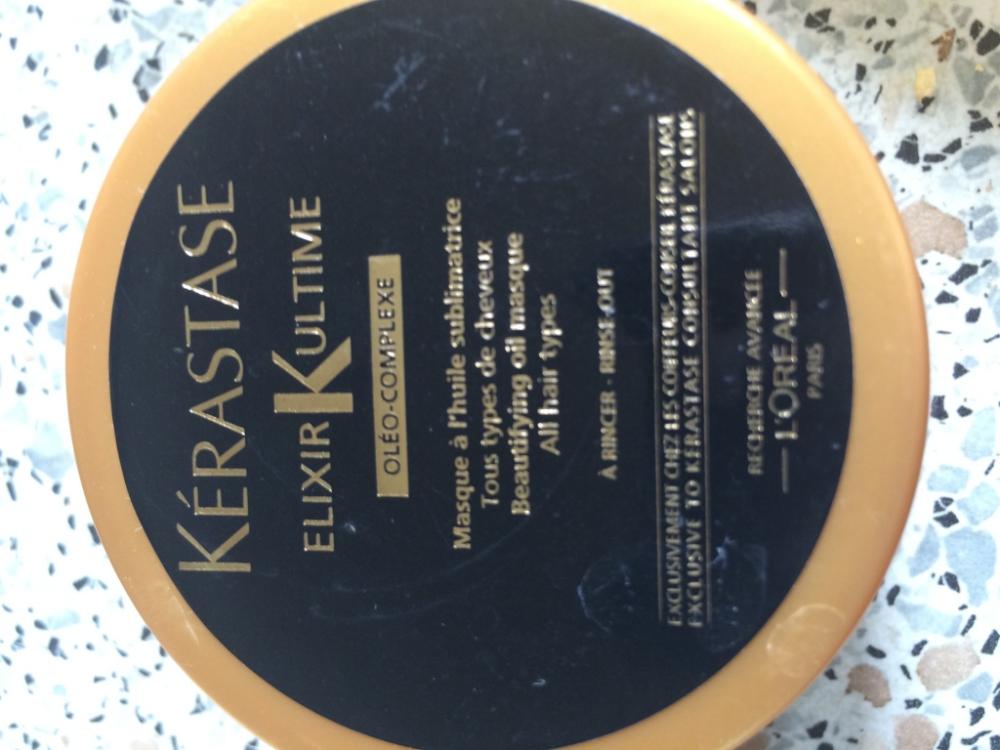 KÉRASTASE
ELIXIR KULTIME
OLÉO-COMPLEXE
Masque à l'huile sublimatrice
Tous types de cheveux
Beautifying oil masque
All hair types
À RINCER - RINSE-OUT
EXCLUSIVEMENT CHEZ LES COIFFEURS-CONSEIL KÉRASTASE
EXCLUSIVE TO KÉRASTASE CONSULTANT SALONS
RECHERCHE AVANCÉE
L'ORÉAL
PARIS